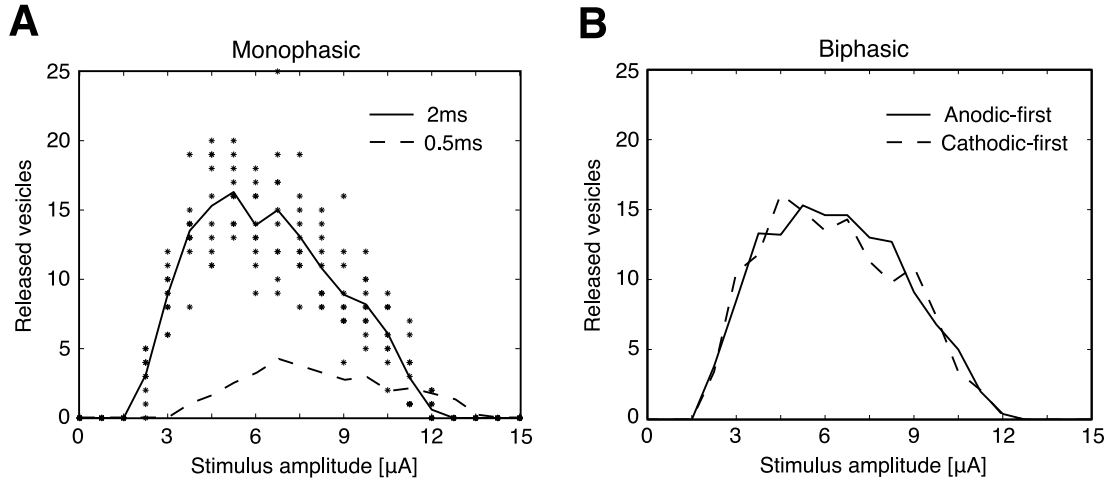 A
Monophasic
25
20
15
10
5
0
Released vesicles
2ms
0.5ms
0 3 6 9 12 15
Stimulus amplitude [µA]
B
Biphasic
25
20
15
10
5
0
Released vesicles
Anodic-first
Cathodic-first
0 3 6 9 12 15
Stimulus amplitude [µA]